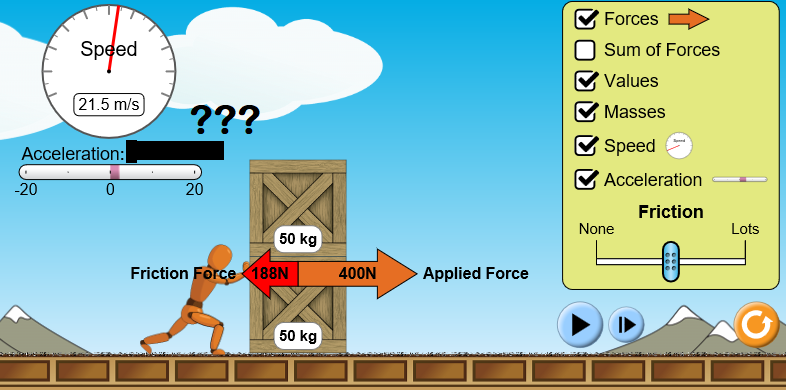 Speed
21.5 m/s
???
Acceleration:
-20 0 20
50 kg
Friction Force 188N 400N Applied Force
50 kg
Forces
Sum of Forces
Values
Masses
Speed
Acceleration
Friction
None Lots